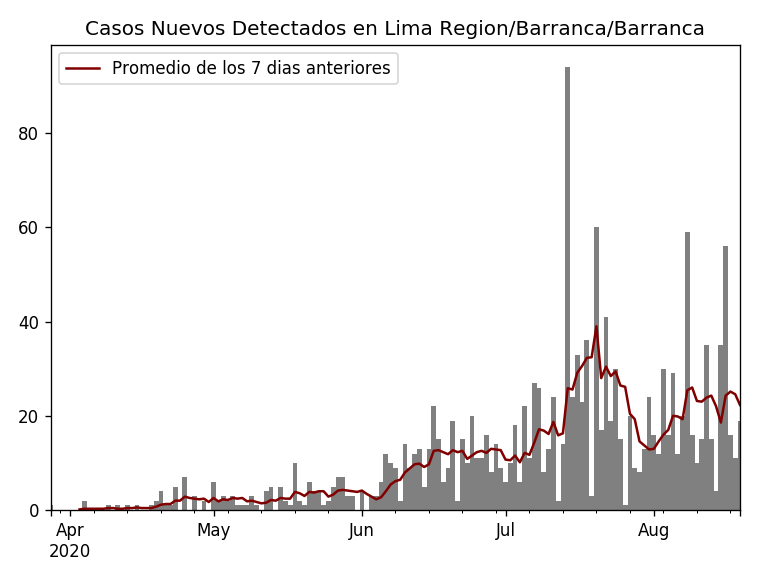 Casos Nuevos Detectados en Lima Region/Barranca/Barranca
Promedio de los 7 dias anteriores
80
60
40
20
0
Apr May Jun Jul Aug
2020